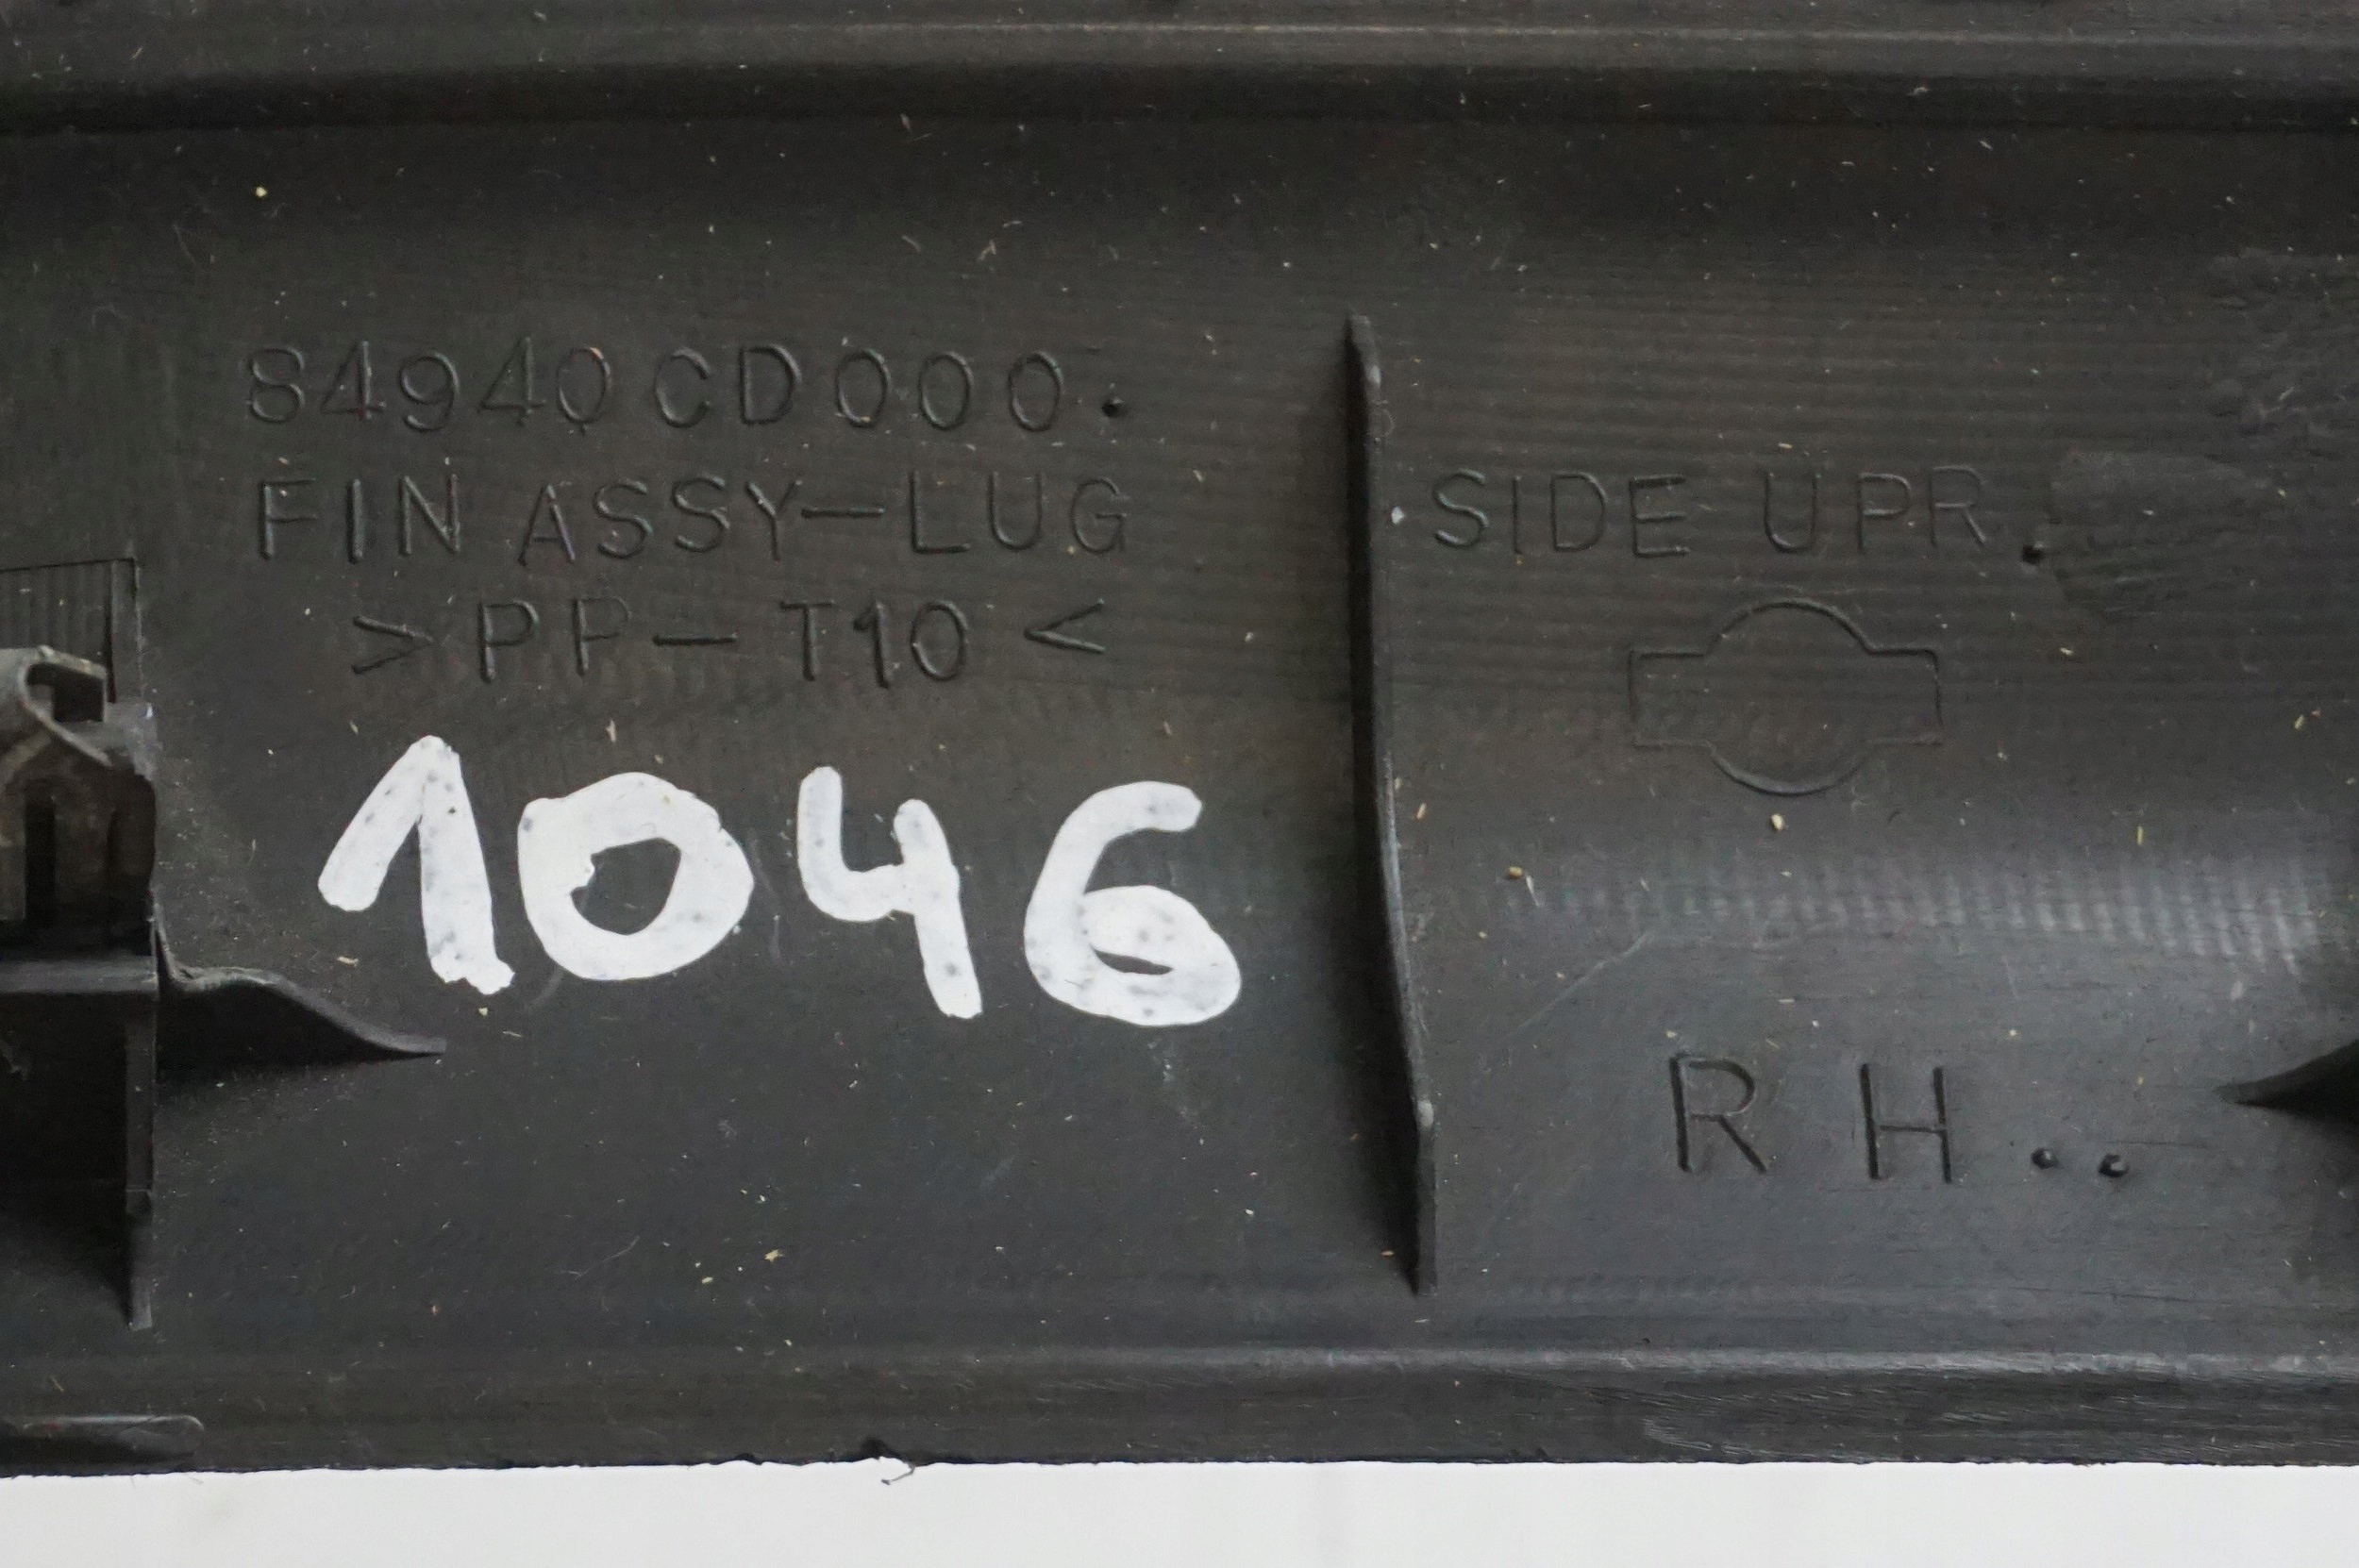 84940CD000.
FIN ASSY-LUG SIDE UPR.
>PP-T10<
1046
RH..